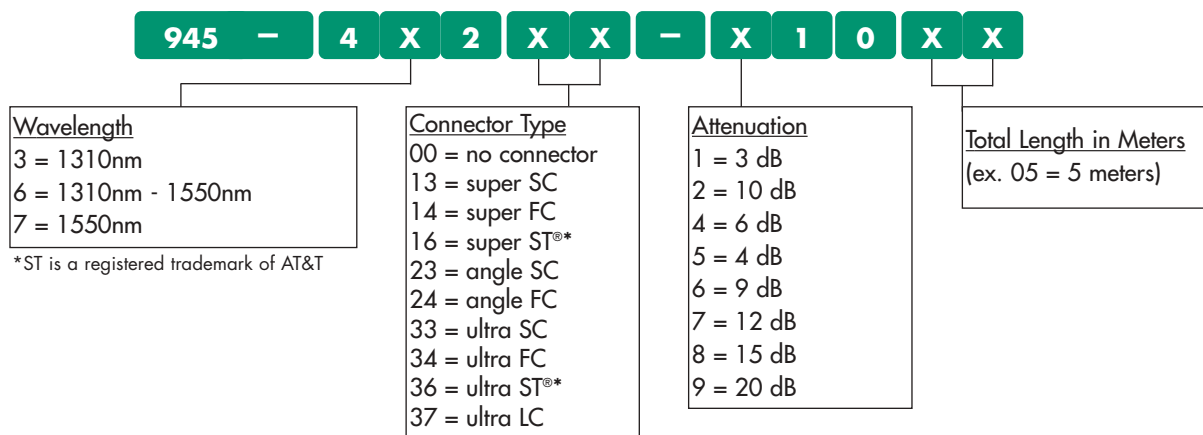 945 – 4 X 2 X X – X 1 0 X X
Wavelength
3 = 1310nm
6 = 1310nm - 1550nm
7 = 1550nm
*ST is a registered trademark of AT&T
Connector Type
00 = no connector
13 = super SC
14 = super FC
16 = super ST®*
23 = angle SC
24 = angle FC
33 = ultra SC
34 = ultra FC
36 = ultra ST®*
37 = ultra LC
Attenuation
1 = 3 dB
2 = 10 dB
4 = 6 dB
5 = 4 dB
6 = 9 dB
7 = 12 dB
8 = 15 dB
9 = 20 dB
Total Length in Meters
(ex. 05 = 5 meters)